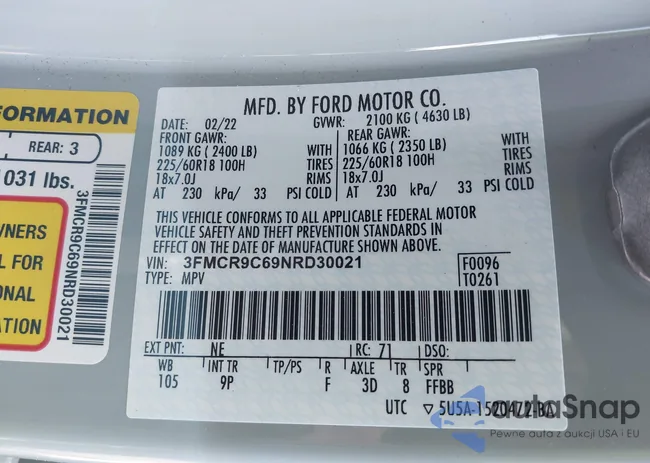 FORMATION
REAR: 3
1031 lbs.
WNERS
L FOR
ONAL
ATION
3FMCR9C69NRD30021
MFD. BY FORD MOTOR CO.
DATE: 02/22 GVWR: 2100 KG ( 4630 LB)
FRONT GAWR: REAR GAWR:
1089 KG ( 2400 LB) WITH 1066 KG ( 2350 LB) WITH
225/60R18 100H TIRES 225/60R18 100H TIRES
18x7.0J RIMS 18x7.0J RIMS
AT 230 kPa/ 33 PSI COLD AT 230 kPa/ 33 PSI COLD
THIS VEHICLE CONFORMS TO ALL APPLICABLE FEDERAL MOTOR
VEHICLE SAFETY AND THEFT PREVENTION STANDARDS IN
EFFECT ON THE DATE OF MANUFACTURE SHOWN ABOVE.
VIN: 3FMCR9C69NRD30021 F0096
TYPE: MPV T0261
EXT PNT: NE RC: 71 DSO:
WB INT TR TP/PS R AXLE TR SPR
105 9P F 3D 8 FFBB
UTC 5U5A-1520472-BA
autaSnap
Pewne auta z aukcji USA i EU